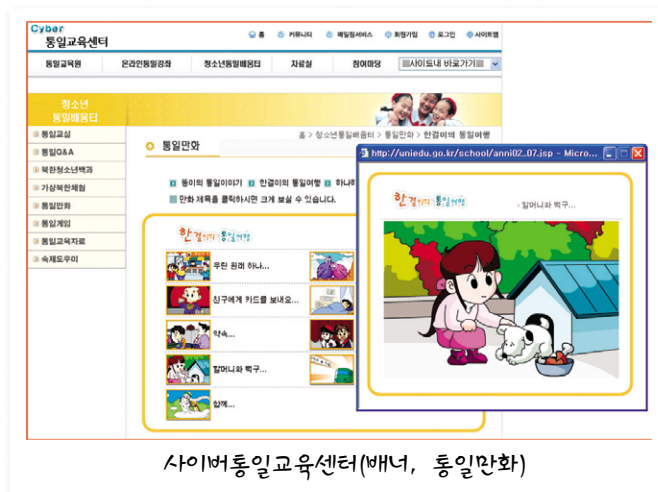 Cyber
통일교육센터
홈 커뮤니티 메일링서비스 회원가입 로그인 사이트맵
통일교육원 온라인통일강좌 청소년통일배움터 자료실 참여마당 ▒사이트내 바로가기▒
청소년
통일배움터
통일교실
통일Q&A
북한청소년백과
가상북한체험
통일만화
통일게임
통일교육자료
숙제도우미
홈 > 청소년통일배움터 > 통일만화 > 한결이의 통일여행
통일만화
똥이의 통일이야기 한결이의 통일여행 하나
만화 제목을 클릭하시면 크게 보실 수 있습니다.
한결이의 통일여행
우린 원래 하나...
친구에게 카드를 보내요...
약속...
할머니와 백구...
함께...
http://uniedu.go.kr/school/anni02_07.jsp - Micro...
한결이의 통일여행
- 할머니와 백구...
사이버통일교육센터(배너, 통일만화)